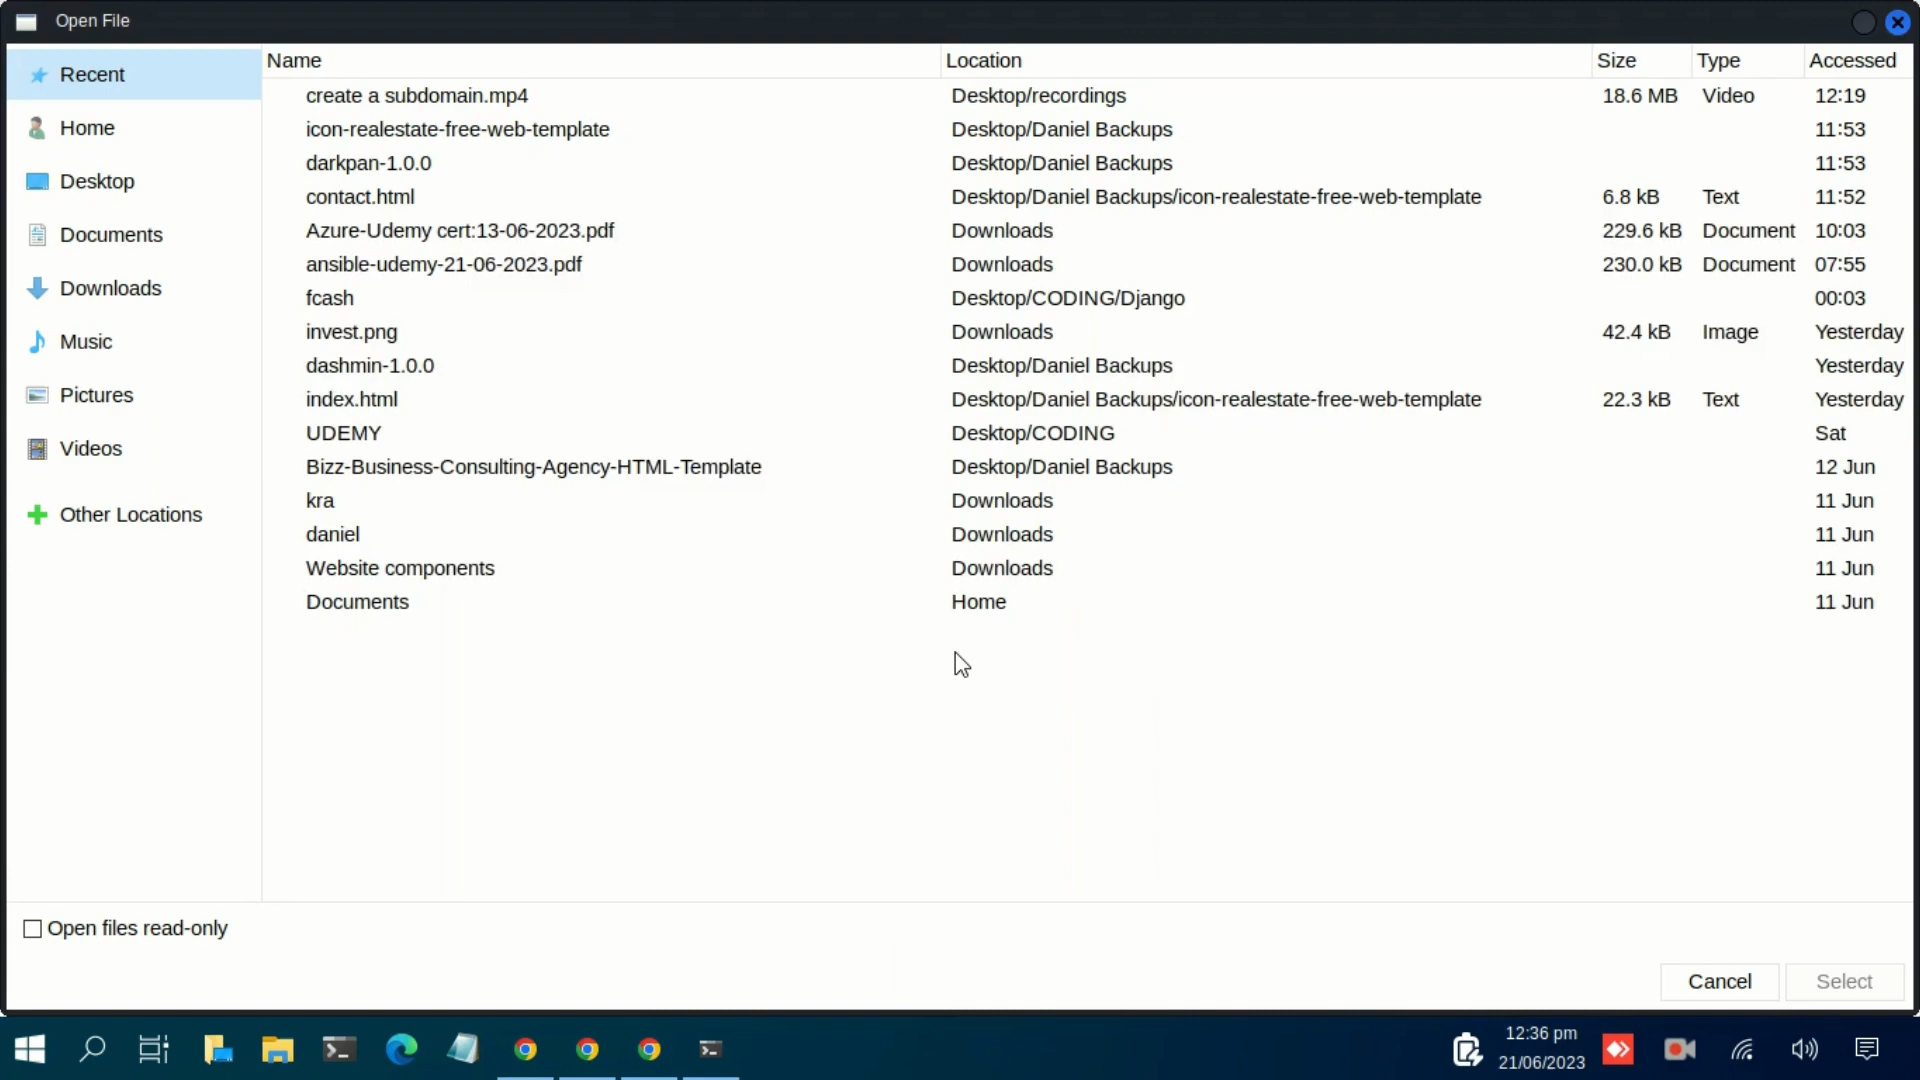 Open File
Name Location Size Type Accessed
Recent
Home
Desktop
Documents
Downloads
Music
Pictures
Videos
Other Locations
create a subdomain.mp4 Desktop/recordings 18.6 MB Video 12:19
icon-realestate-free-web-template Desktop/Daniel Backups 11:53
darkpan-1.0.0 Desktop/Daniel Backups 11:53
contact.html Desktop/Daniel Backups/icon-realestate-free-web-template 6.8 kB Text 11:52
Azure-Udemy cert:13-06-2023.pdf Downloads 229.6 kB Document 10:03
ansible-udemy-21-06-2023.pdf Downloads 230.0 kB Document 07:55
fcash Desktop/CODING/Django 00:03
invest.png Downloads 42.4 kB Image Yesterday
dashmin-1.0.0 Desktop/Daniel Backups Yesterday
index.html Desktop/Daniel Backups/icon-realestate-free-web-template 22.3 kB Text Yesterday
UDEMY Desktop/CODING Sat
Bizz-Business-Consulting-Agency-HTML-Template Desktop/Daniel Backups 12 Jun
kra Downloads 11 Jun
daniel Downloads 11 Jun
Website components Downloads 11 Jun
Documents Home 11 Jun
Open files read-only
Cancel Select
12:36 pm
21/06/2023